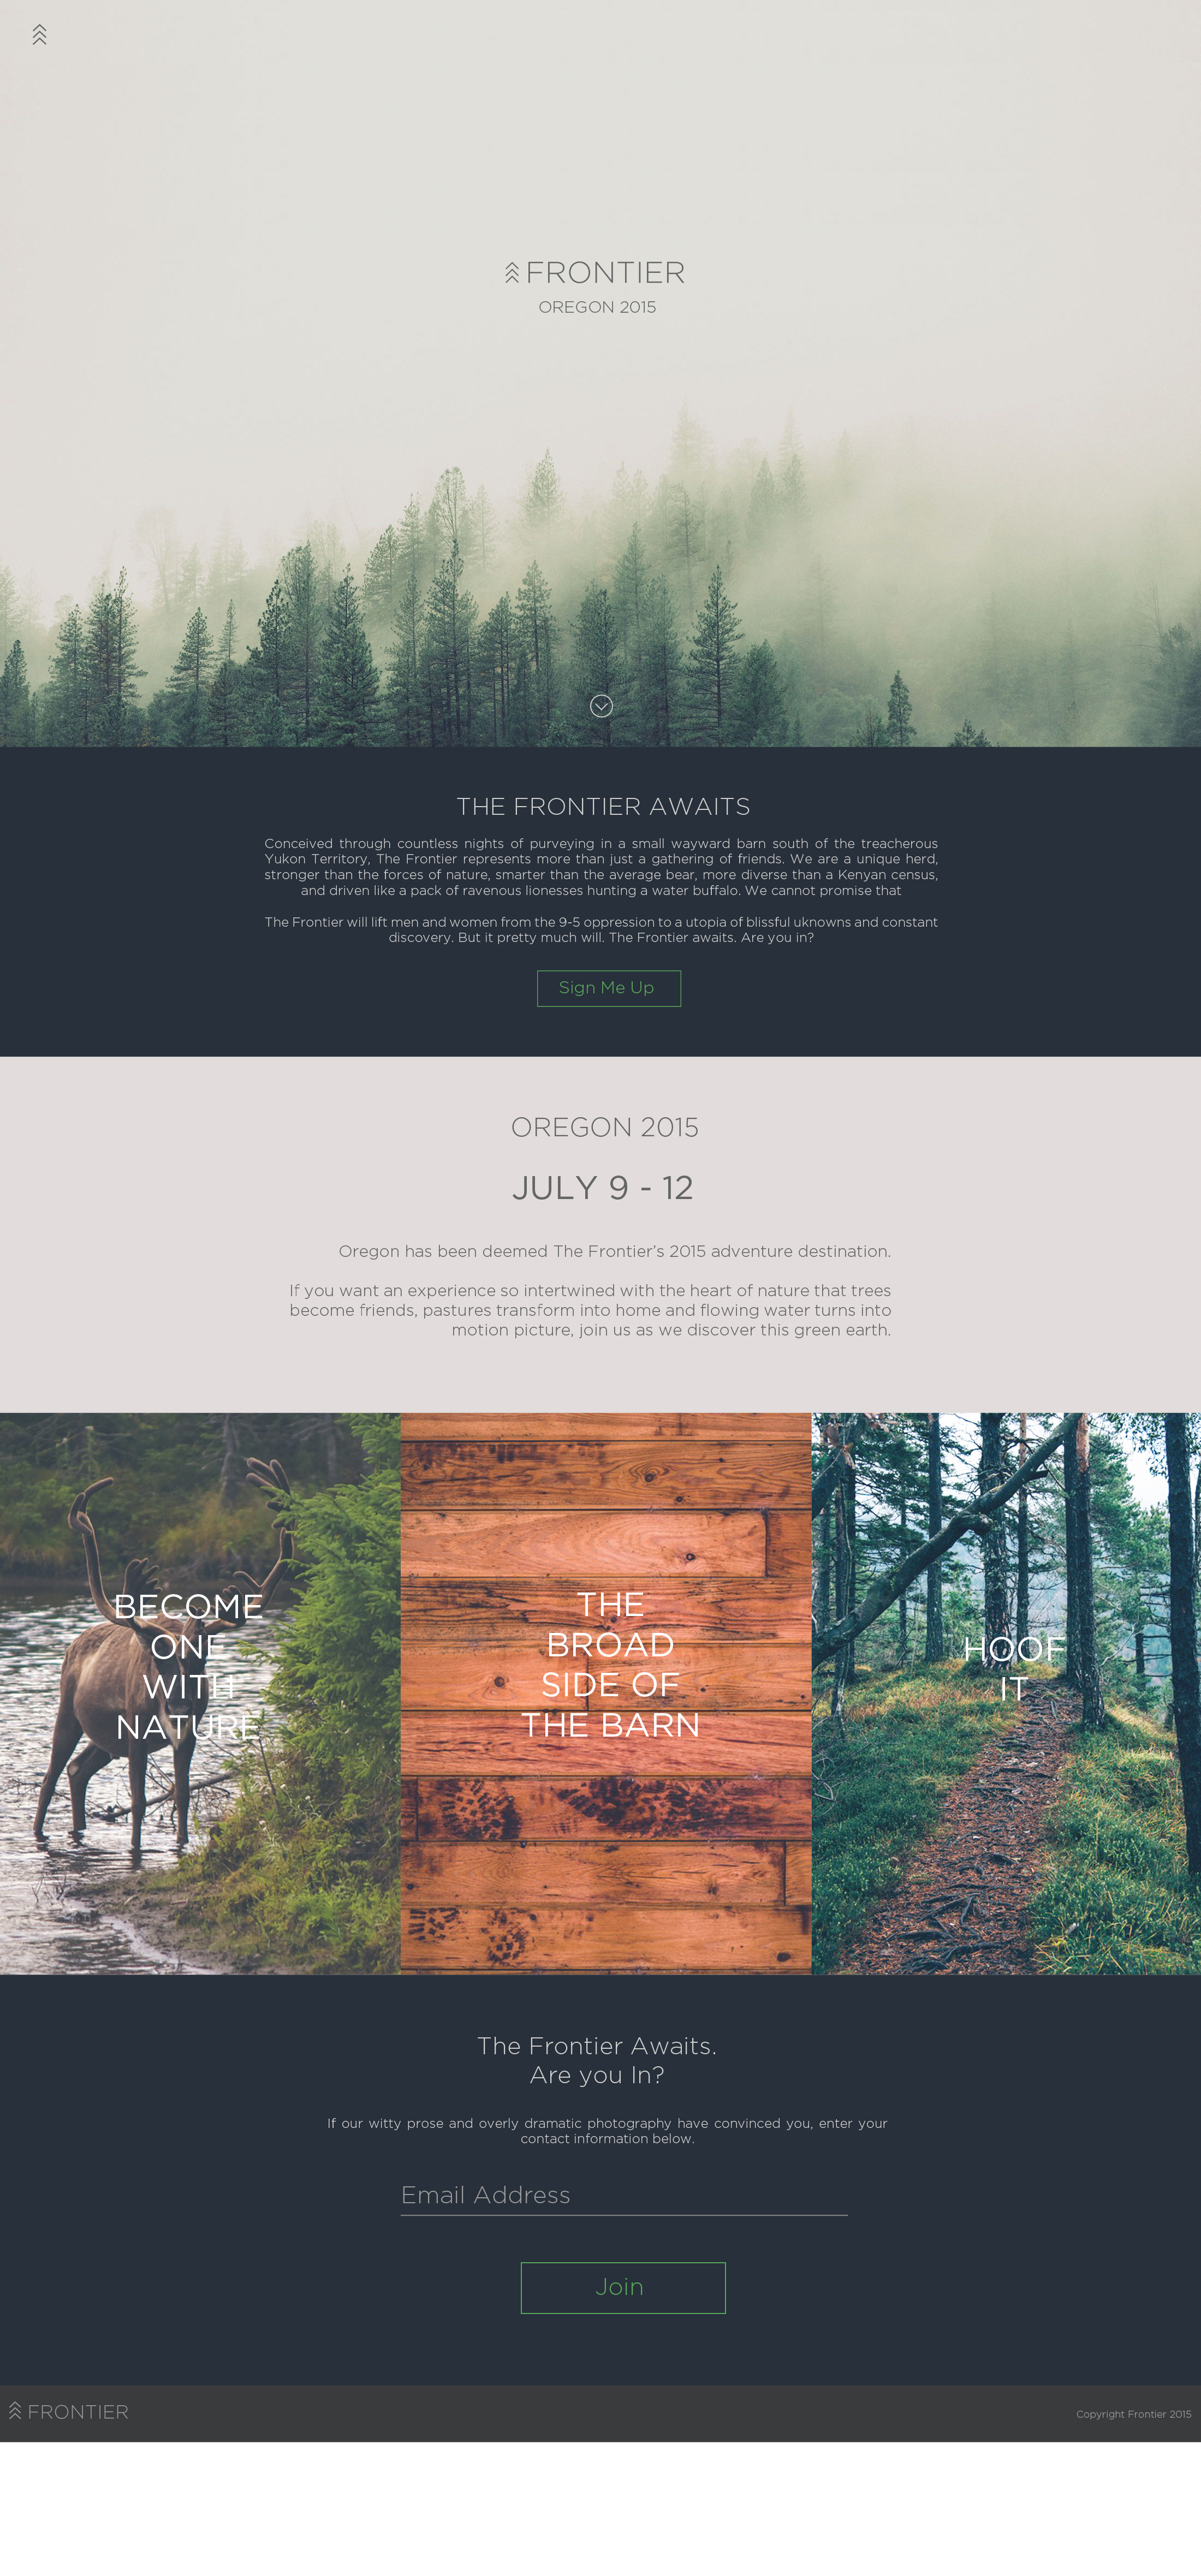 FRONTIER
OREGON 2015
THE FRONTIER AWAITS
Conceived through countless nights of purveying in a small wayward barn south of the treacherous
Yukon Territory, The Frontier represents more than just a gathering of friends. We are a unique herd,
stronger than the forces of nature, smarter than the average bear, more diverse than a Kenyan census,
and driven like a pack of ravenous lionesses hunting a water buffalo. We cannot promise that
The Frontier will lift men and women from the 9-5 oppression to a utopia of blissful uknowns and constant
discovery. But it pretty much will. The Frontier awaits. Are you in?
Sign Me Up
OREGON 2015
JULY 9 - 12
Oregon has been deemed The Frontier's 2015 adventure destination.
If you want an experience so intertwined with the heart of nature that trees
become friends, pastures transform into home and flowing water turns into
motion picture, join us as we discover this green earth.
BECOME
ONE
WITH
NATURE
THE
BROAD
SIDE OF
THE BARN
HOOF
IT
The Frontier Awaits.
Are you In?
If our witty prose and overly dramatic photography have convinced you, enter your
contact information below.
Email Address
Join
FRONTIER
Copyright Frontier 2015